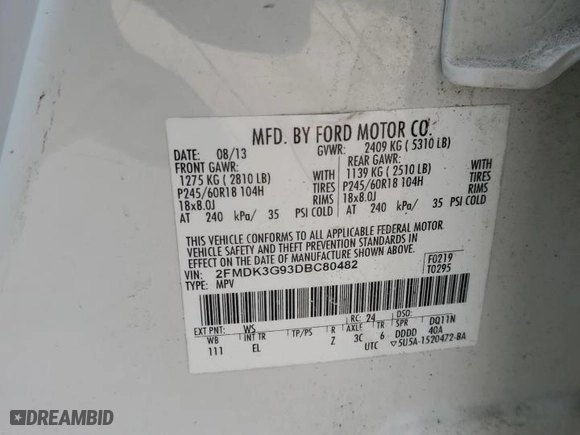 MFD. BY FORD MOTOR CO.
DATE: 08/13 GVWR: 2409 KG ( 5310 LB)
FRONT GAWR: REAR GAWR:
1275 KG ( 2810 LB) WITH 1139 KG ( 2510 LB) WITH
P245/60R18 104H TIRES P245/60R18 104H TIRES
18x8.0J RIMS 18x8.0J RIMS
AT 240 kPa/ 35 PSI COLD AT 240 kPa/ 35 PSI COLD
THIS VEHICLE CONFORMS TO ALL APPLICABLE FEDERAL MOTOR
VEHICLE SAFETY AND THEFT PREVENTION STANDARDS IN EFFECT
ON THE DATE OF MANUFACTURE SHOWN ABOVE.
VIN: 2FMDK3G93DBC80482 F0219
TYPE: MPV T0295
EXT PNT: WS RC: 24 DSO:
WB INT TR TP/PS R AXLE TR SPR DQ11N
111 EL Z 3C 6 DDDD 40A
UTC ▽5U5A-1520472-BA
DREAMBID